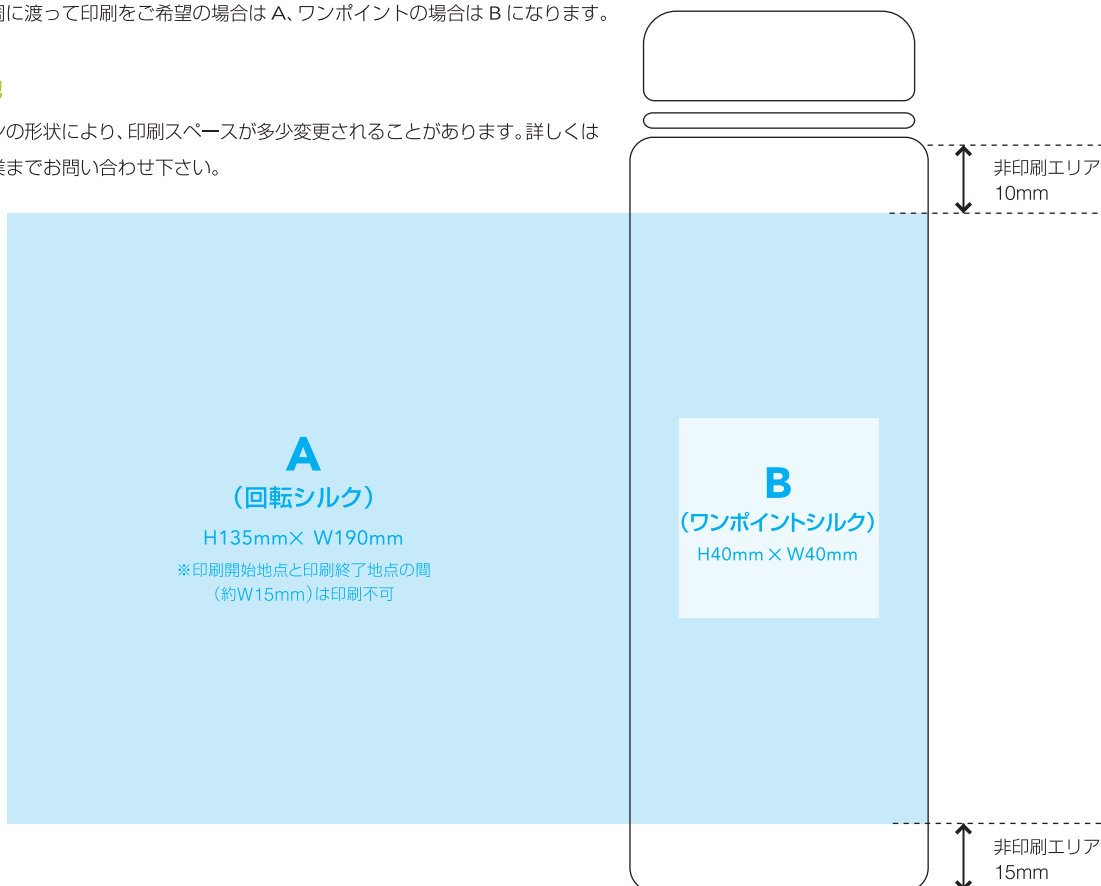 に渡って印刷をご希望の場合は A、ワンポイントの場合は B になります。
の形状により、印刷スペースが多少変更されることがあります。詳しくは
までお問い合わせ下さい。
非印刷エリア
10mm
A
（回転シルク）
H135mm× W190mm
※印刷開始地点と印刷終了地点の間
（約W15mm）は印刷不可
B
（ワンポイントシルク）
H40mm × W40mm
非印刷エリア
15mm